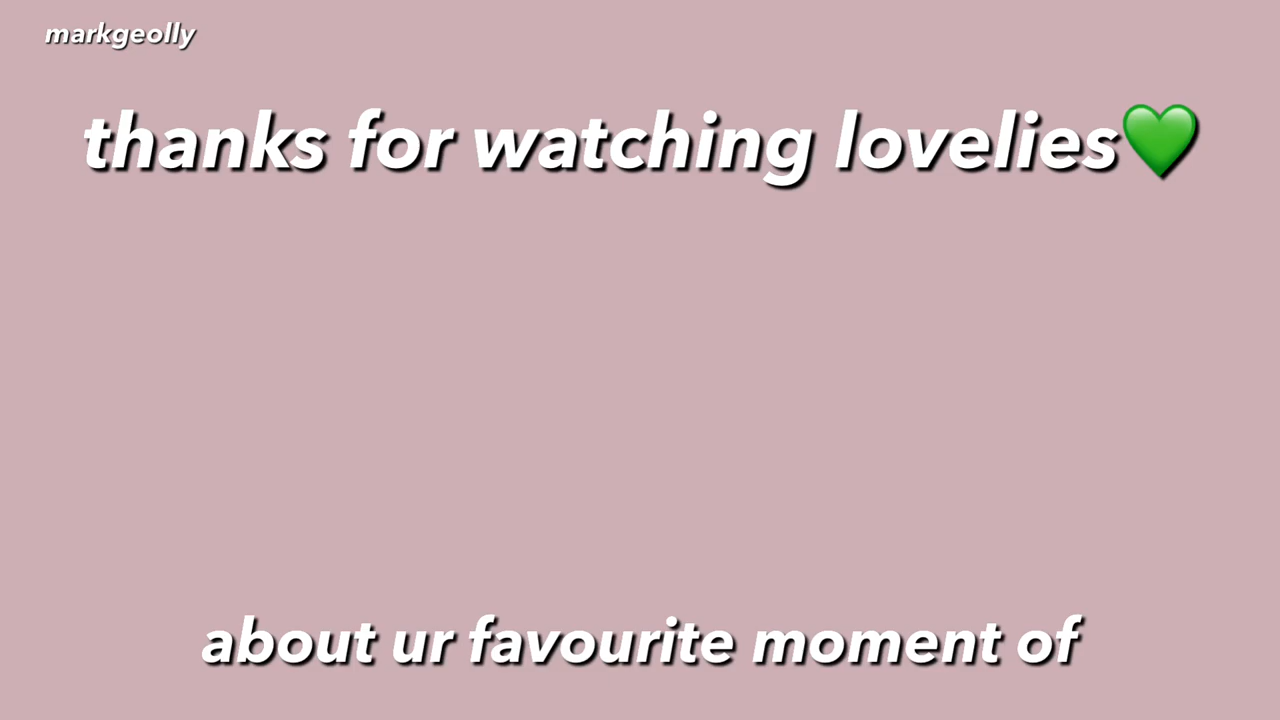 markgeolly
thanks for watching lovelies💚
about ur favourite moment of